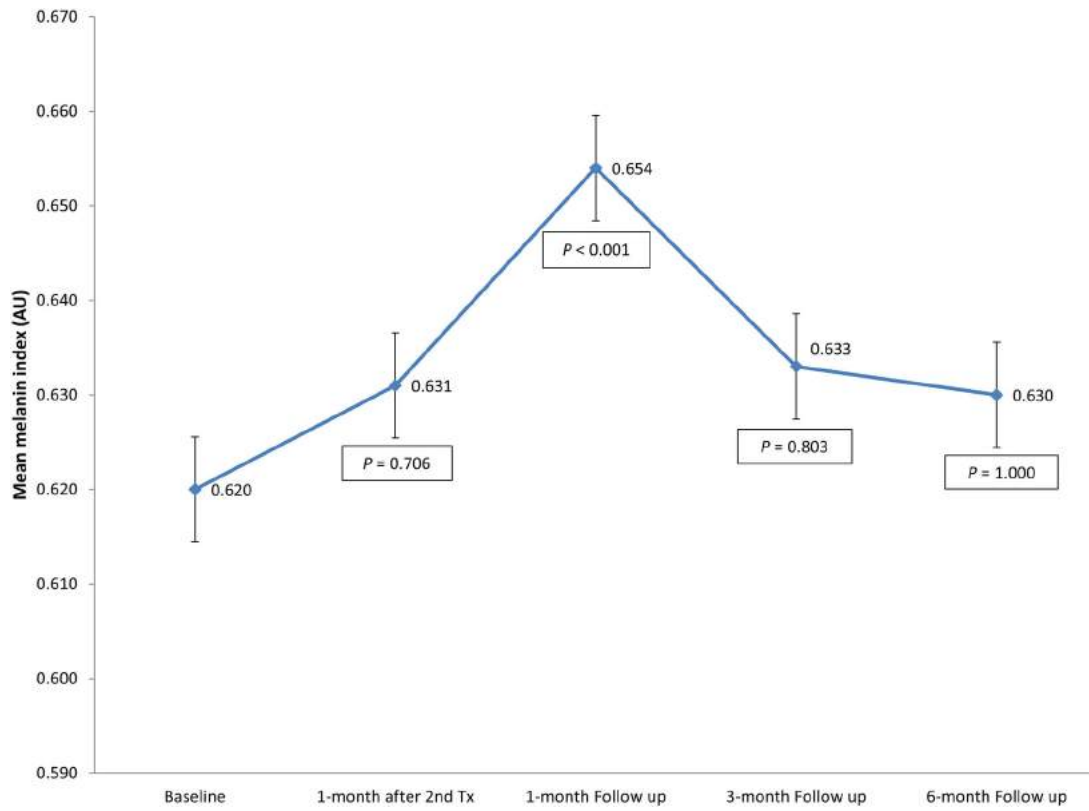 0.670
0.660
0.650
0.640
0.630
0.620
0.610
0.600
0.590
Mean melanin index (AU)
0.620
0.631
P = 0.706
0.654
P < 0.001
0.633
P = 0.803
0.630
P = 1.000
Baseline
1-month after 2nd Tx
1-month Follow up
3-month Follow up
6-month Follow up